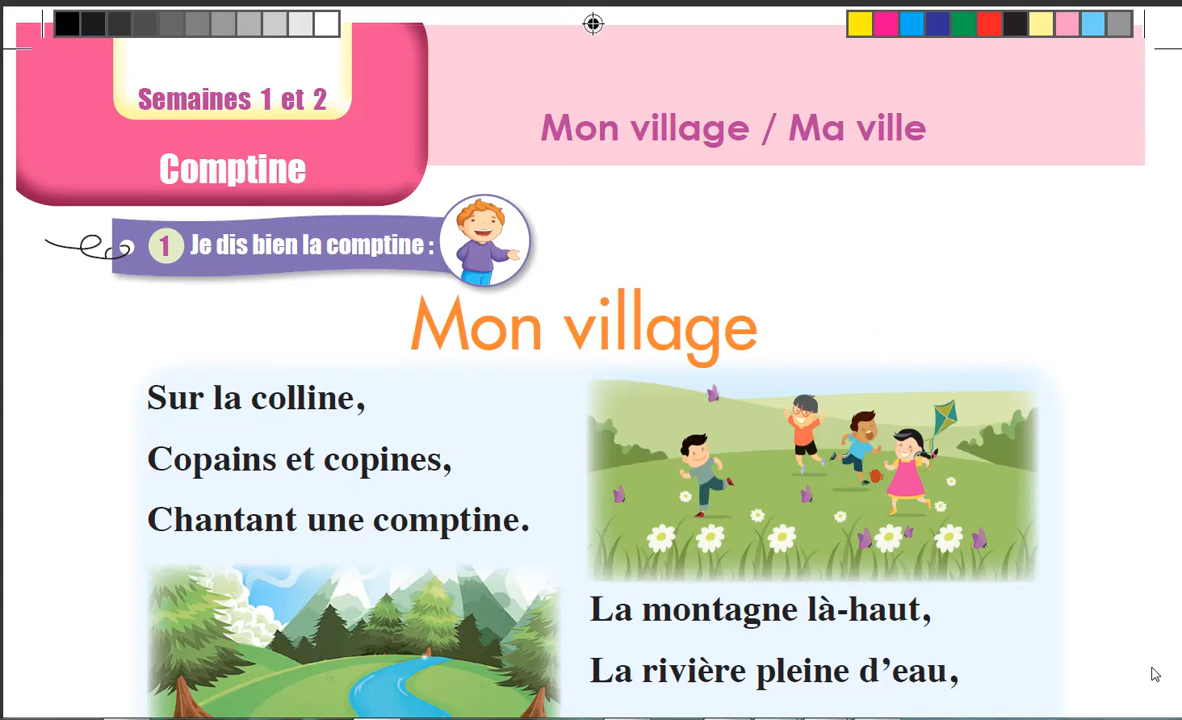 Semaines 1 et 2
Comptine
Mon village / Ma ville
1 Je dis bien la comptine :
Mon village
Sur la colline,
Copains et copines,
Chantant une comptine.
La montagne là-haut,
La rivière pleine d’eau,